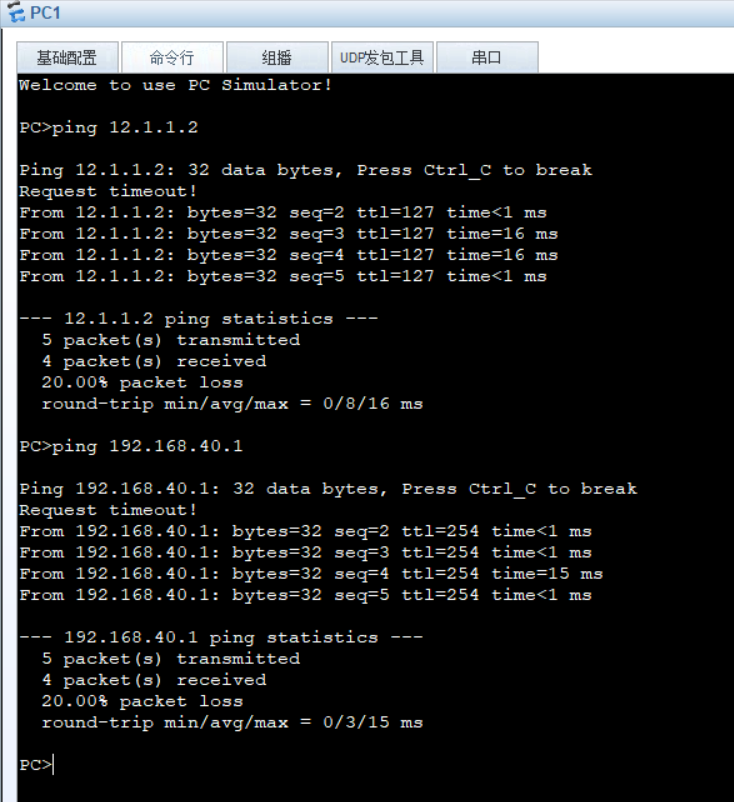 PC1
基础配置 命令行 组播 UDP发包工具 串口
Welcome to use PC Simulator!
PC>ping 12.1.1.2
Ping 12.1.1.2: 32 data bytes, Press Ctrl_C to break
Request timeout!
From 12.1.1.2: bytes=32 seq=2 ttl=127 time<1 ms
From 12.1.1.2: bytes=32 seq=3 ttl=127 time=16 ms
From 12.1.1.2: bytes=32 seq=4 ttl=127 time=16 ms
From 12.1.1.2: bytes=32 seq=5 ttl=127 time<1 ms
--- 12.1.1.2 ping statistics ---
5 packet(s) transmitted
4 packet(s) received
20.00% packet loss
round-trip min/avg/max = 0/8/16 ms
PC>ping 192.168.40.1
Ping 192.168.40.1: 32 data bytes, Press Ctrl_C to break
Request timeout!
From 192.168.40.1: bytes=32 seq=2 ttl=254 time<1 ms
From 192.168.40.1: bytes=32 seq=3 ttl=254 time<1 ms
From 192.168.40.1: bytes=32 seq=4 ttl=254 time=15 ms
From 192.168.40.1: bytes=32 seq=5 ttl=254 time<1 ms
--- 192.168.40.1 ping statistics ---
5 packet(s) transmitted
4 packet(s) received
20.00% packet loss
round-trip min/avg/max = 0/3/15 ms
PC>